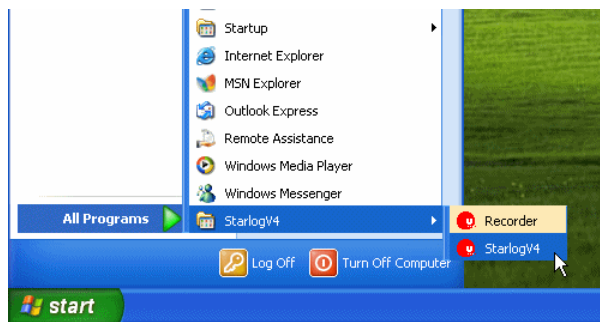 Startup
Internet Explorer
MSN Explorer
Outlook Express
Remote Assistance
Windows Media Player
Windows Messenger
All Programs
StarlogV4
Recorder
StarlogV4
Log Off
Turn Off Computer
start